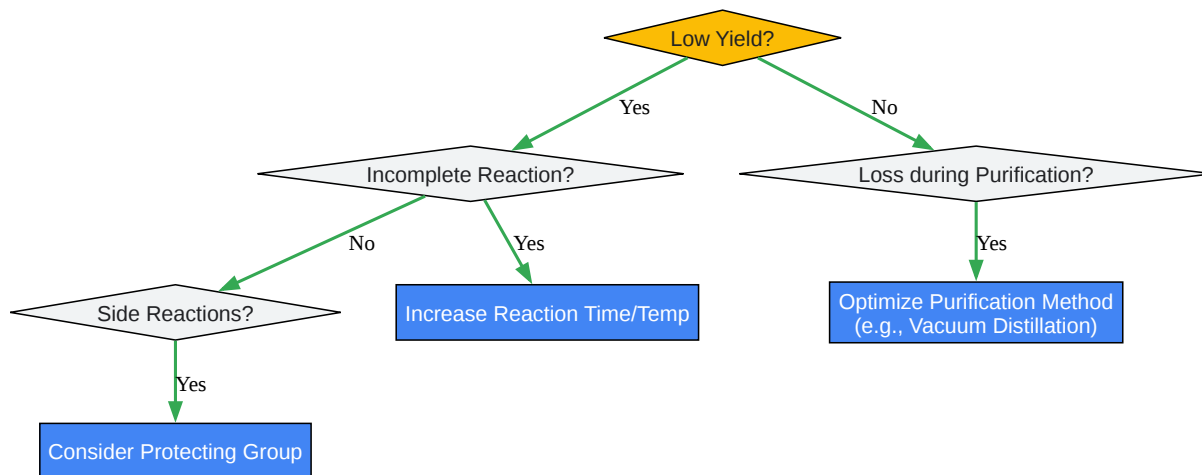 Low Yield?
Yes
No
Incomplete Reaction?
Loss during Purification?
No
Yes
Yes
Side Reactions?
Increase Reaction Time/Temp
Optimize Purification Method
(e.g., Vacuum Distillation)
Yes
Consider Protecting Group